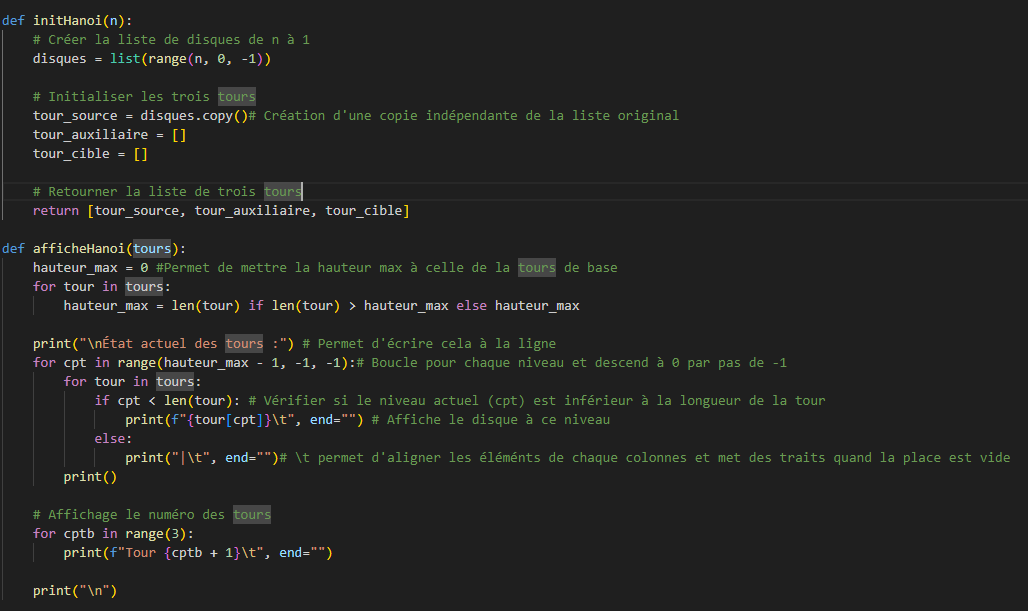 def initHanoi(n):
    # Créer la liste de disques de n à 1
    disques = list(range(n, 0, -1))
    # Initialiser les trois tours
    tour_source = disques.copy()# Création d'une copie indépendante de la liste original
    tour_auxiliaire = []
    tour_cible = []
    # Retourner la liste de trois tours
    return [tour_source, tour_auxiliaire, tour_cible]
def afficheHanoi(tours):
    hauteur_max = 0 #Permet de mettre la hauteur max à celle de la tours de base
    for tour in tours:
        hauteur_max = len(tour) if len(tour) > hauteur_max else hauteur_max
    print("\nÉtat actuel des tours :") # Permet d'écrire cela à la ligne
    for cpt in range(hauteur_max - 1, -1, -1):# Boucle pour chaque niveau et descend à 0 par pas de -1
        for tour in tours:
            if cpt < len(tour): # Vérifier si le niveau actuel (cpt) est inférieur à la longueur de la tour
                print(f"{tour[cpt]}\t", end="") # Affiche le disque à ce niveau
            else:
                print("|\t", end="")# \t permet d'aligner les éléménts de chaque colonnes et met des traits quand la place est vide
        print()
    # Affichage le numéro des tours
    for cptb in range(3):
        print(f"Tour {cptb + 1}\t", end="")
    print("\n")